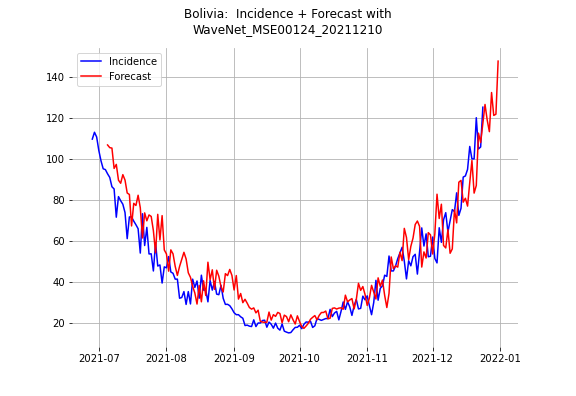 Bolivia:  Incidence + Forecast with
WaveNet_MSE00124_20211210
Incidence
Forecast
140
120
100
80
60
40
20
2021-07 2021-08 2021-09 2021-10 2021-11 2021-12 2022-01